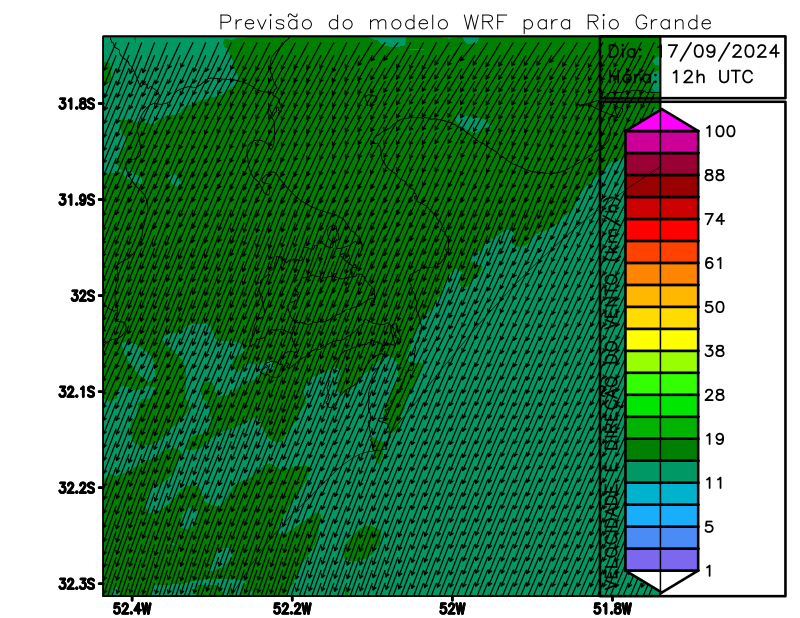 Previsão do modelo WRF para Rio Grande
Dia: 17/09/2024
Hora: 12h UTC
VELOCIDADE E DIREÇÃO DO VENTO (km/h)
100
88
74
61
50
38
28
19
11
5
1
31.8S
31.9S
32S
32.1S
32.2S
32.3S
52.4W 52.2W 52W 51.8W